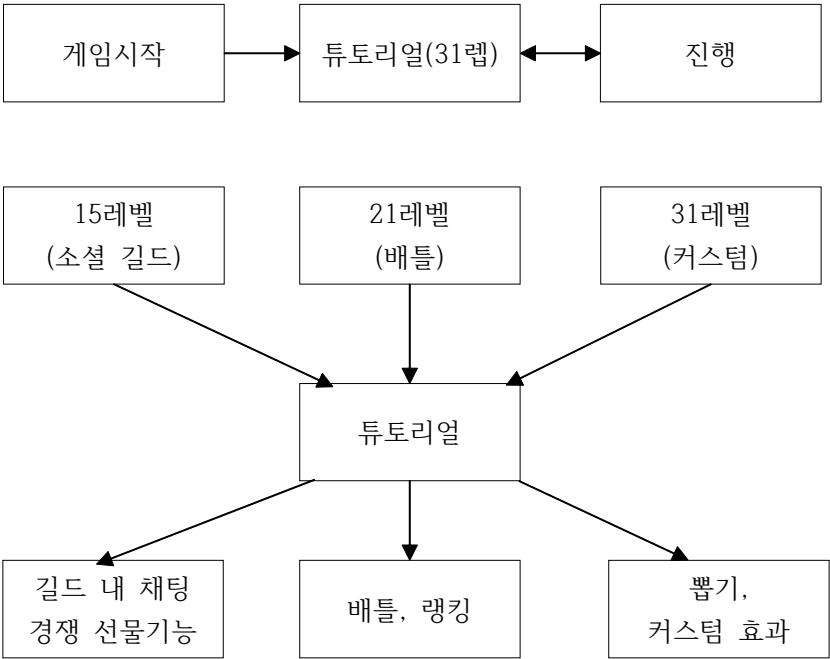 게임시작
튜토리얼(31렙)
진행
15레벨
(소셜 길드)
21레벨
(배틀)
31레벨
(커스텀)
튜토리얼
길드 내 채팅
경쟁 선물기능
배틀, 랭킹
뽑기,
커스텀 효과